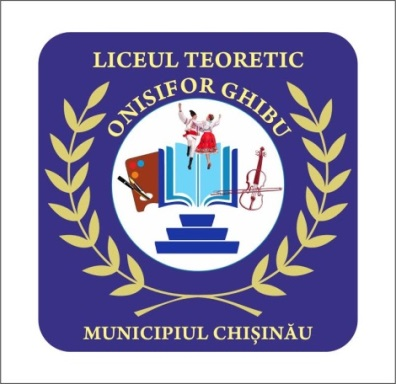 LICEUL TEORETIC
ONISIFOR GHIBU
MUNICIPIUL CHIȘINĂU